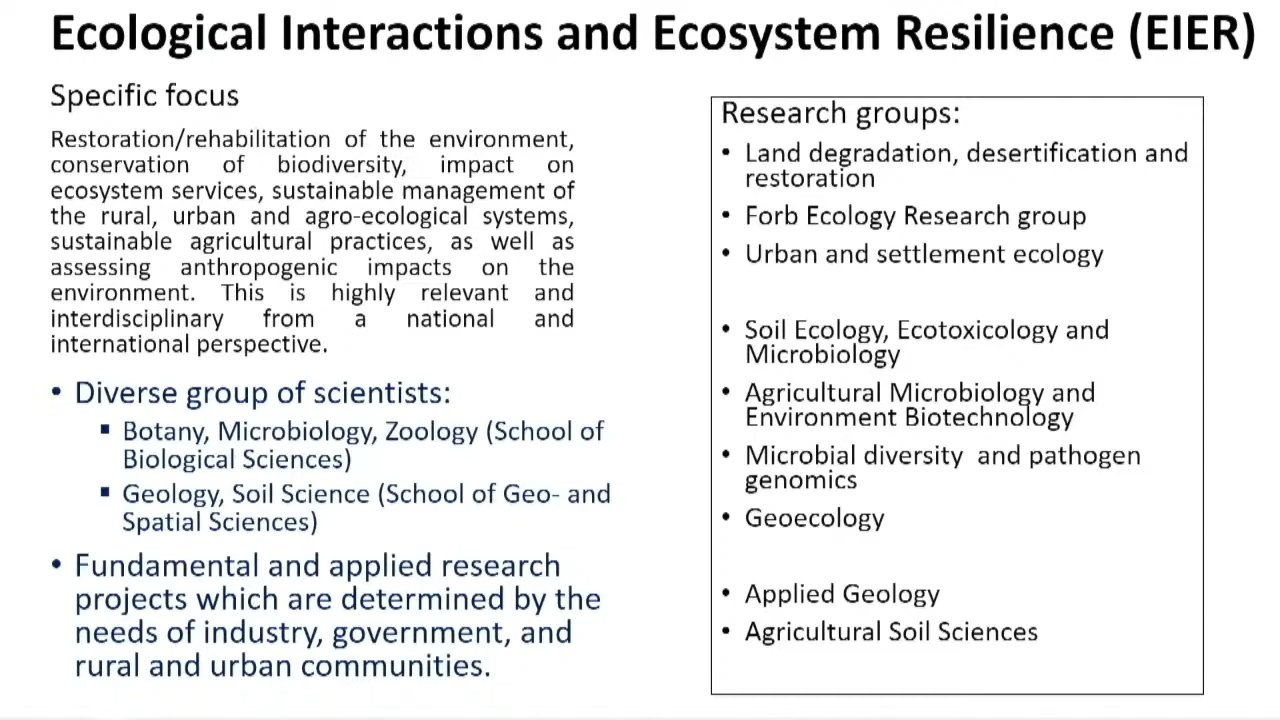 Ecological Interactions and Ecosystem Resilience (EIER)
Specific focus
Restoration/rehabilitation of the environment,
conservation of biodiversity, impact on
ecosystem services, sustainable management of
the rural, urban and agro-ecological systems,
sustainable agricultural practices, as well as
assessing anthropogenic impacts on the
environment. This is highly relevant and
interdisciplinary from a national and
international perspective.
• Diverse group of scientists:
▪ Botany, Microbiology, Zoology (School of
Biological Sciences)
▪ Geology, Soil Science (School of Geo- and
Spatial Sciences)
• Fundamental and applied research
projects which are determined by the
needs of industry, government, and
rural and urban communities.
Research groups:
• Land degradation, desertification and
restoration
• Forb Ecology Research group
• Urban and settlement ecology
• Soil Ecology, Ecotoxicology and
Microbiology
• Agricultural Microbiology and
Environment Biotechnology
• Microbial diversity and pathogen
genomics
• Geoecology
• Applied Geology
• Agricultural Soil Sciences